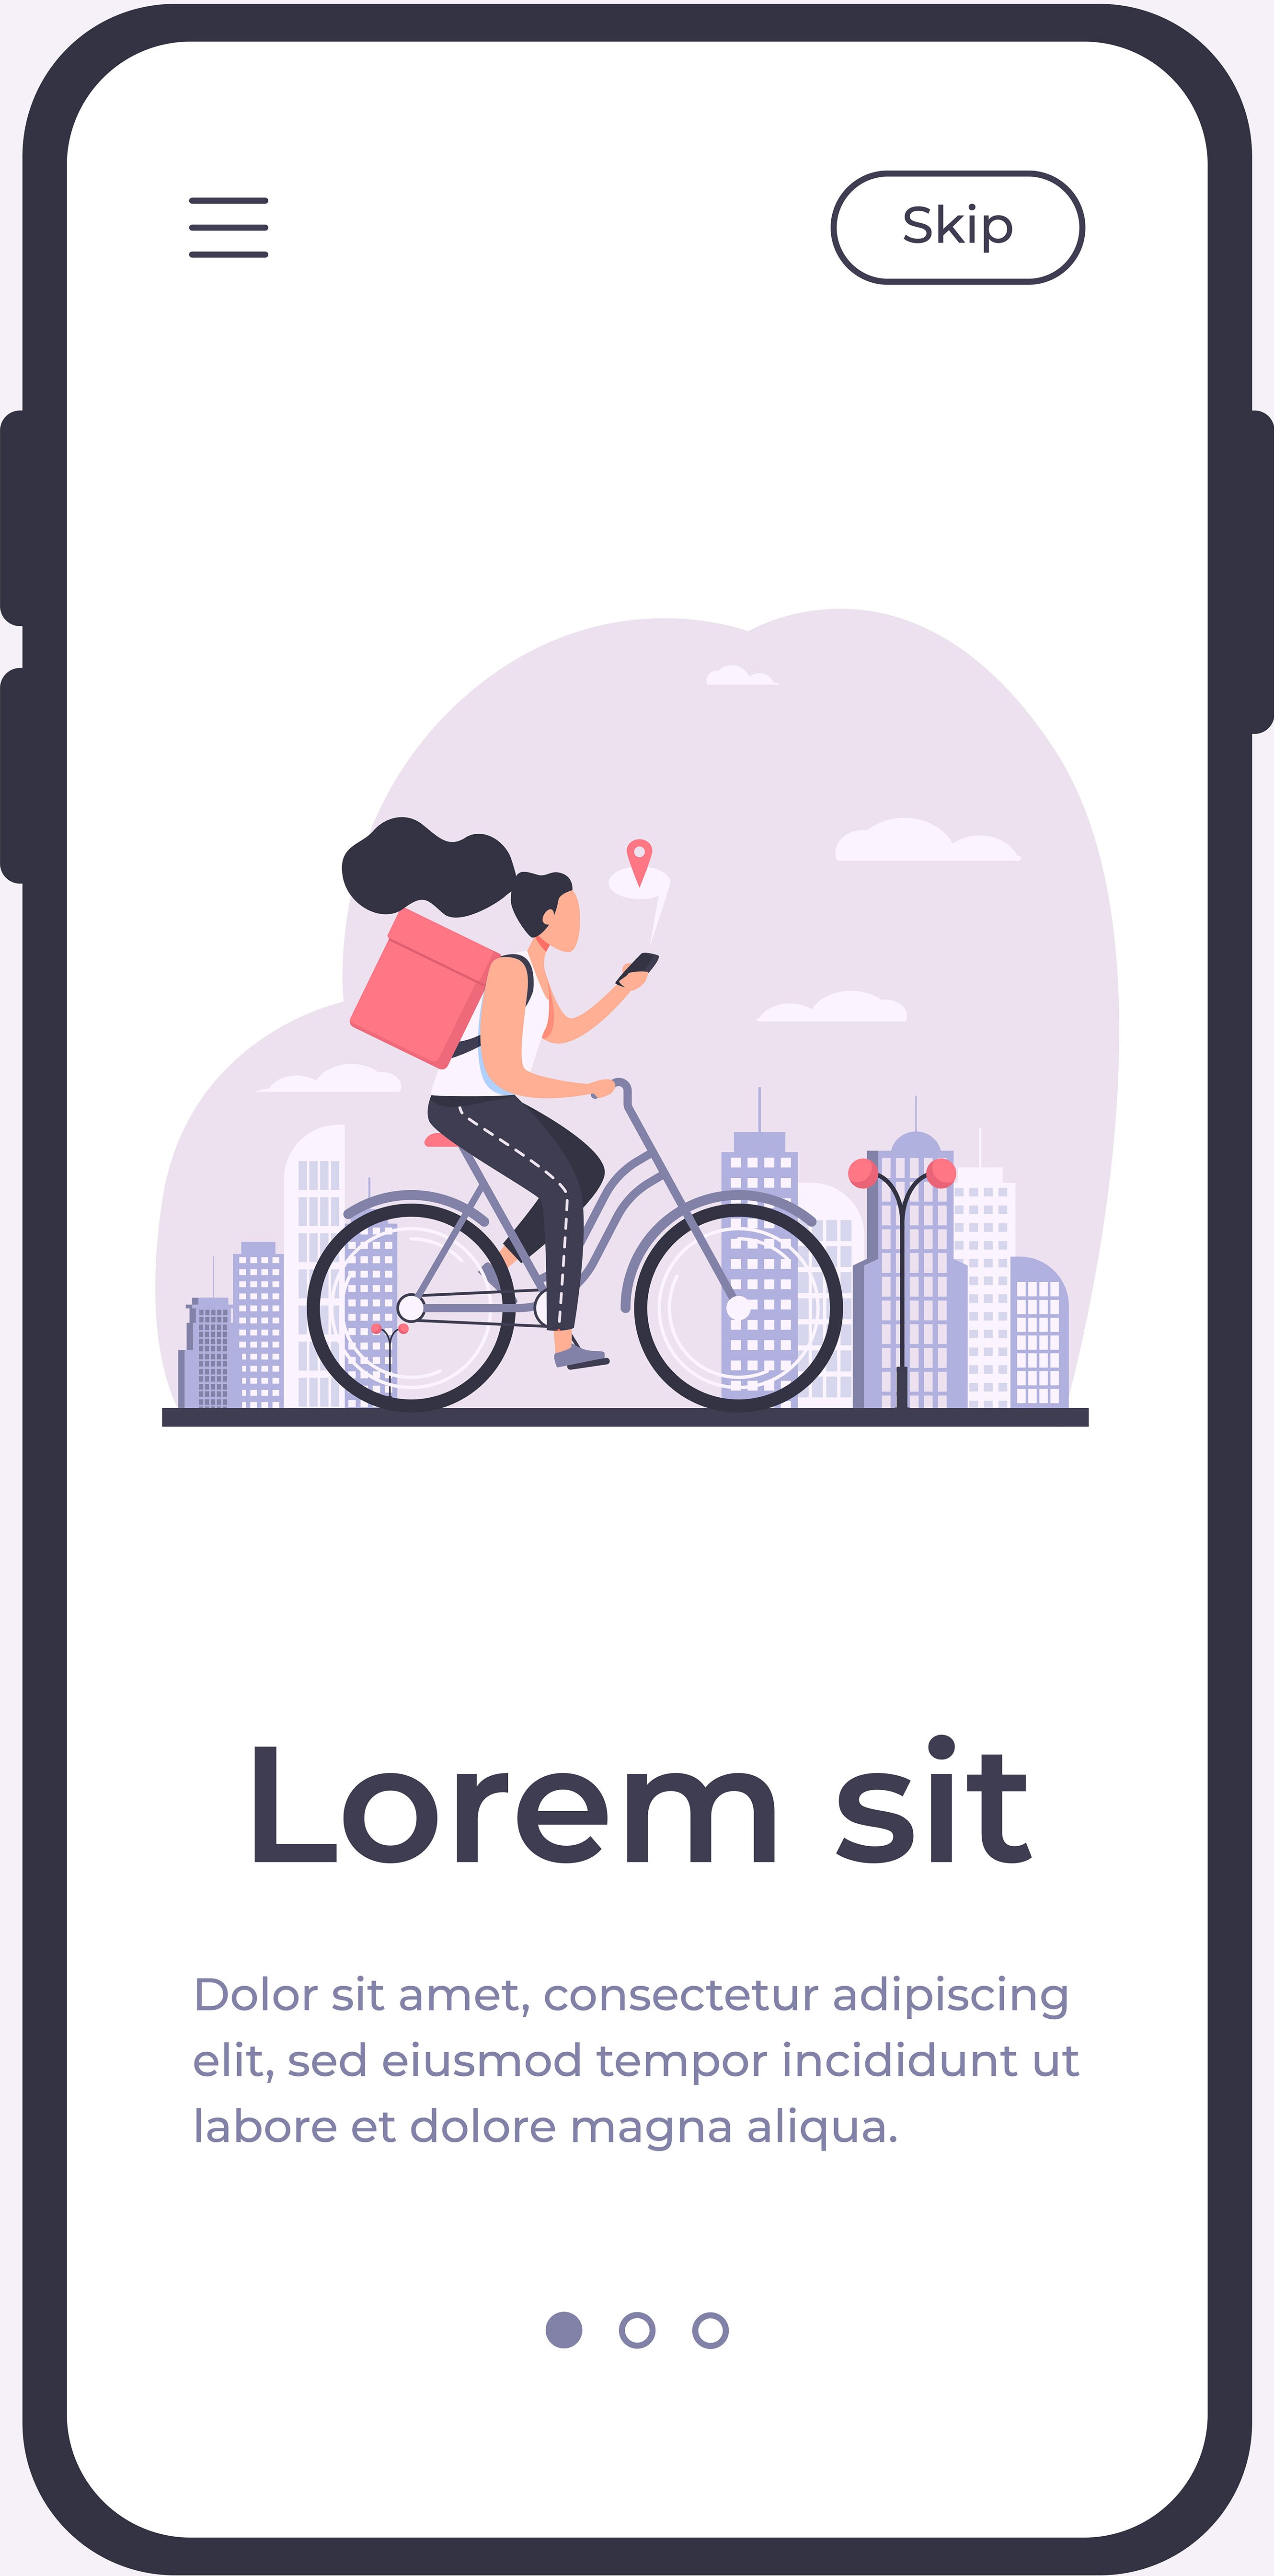 Skip
Lorem sit
Dolor sit amet, consectetur adipiscing
elit, sed eiusmod tempor incididunt ut
labore et dolore magna aliqua.